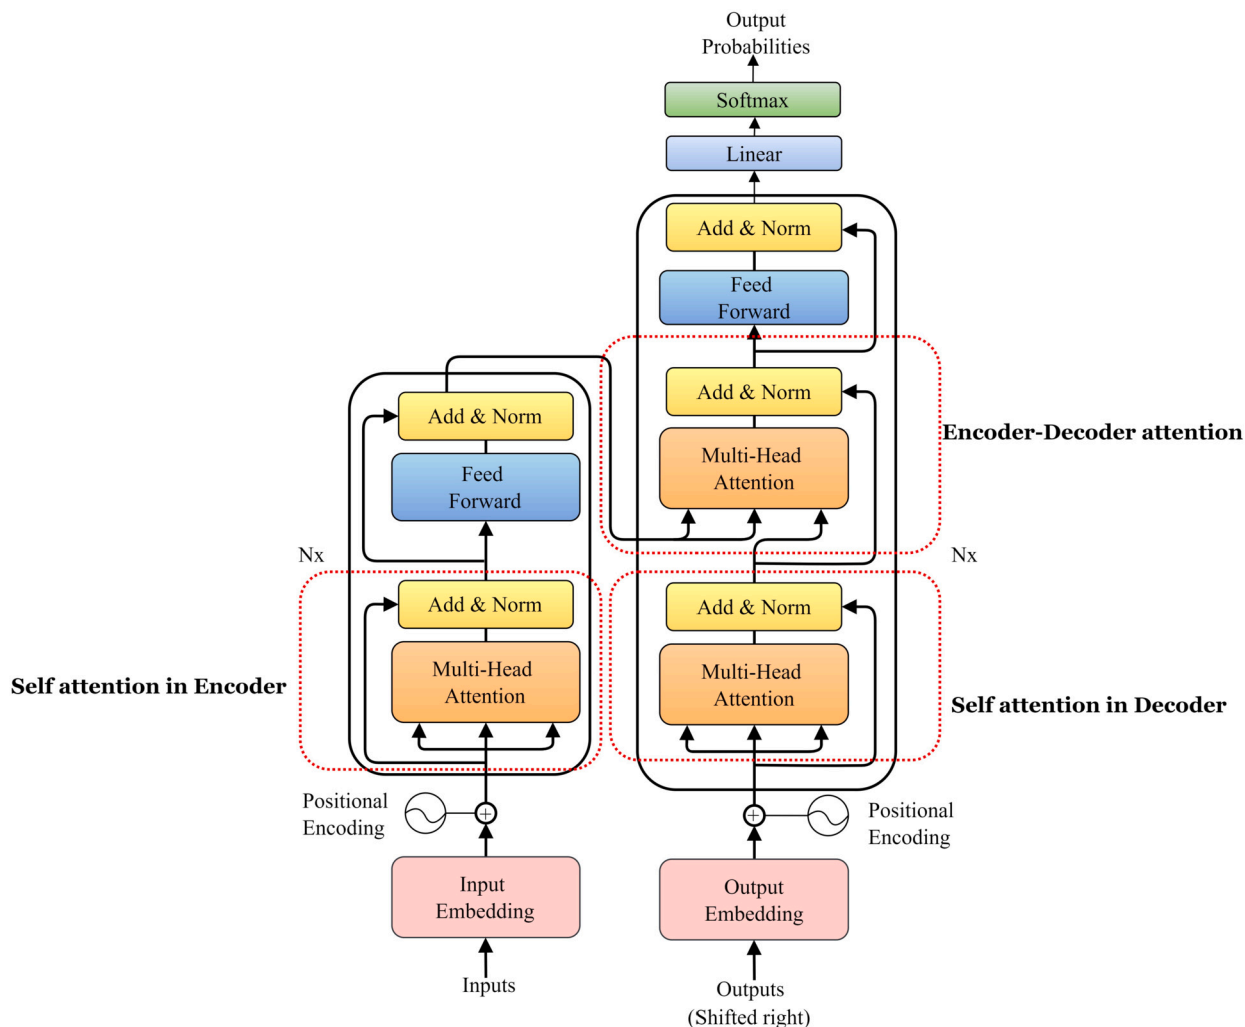 Output
Probabilities
Softmax
Linear
Add & Norm
Feed
Forward
Add & Norm
Multi-Head
Attention
Encoder-Decoder attention
Nx
Add & Norm
Multi-Head
Attention
Self attention in Decoder
Positional
Encoding
Output
Embedding
Outputs
(Shifted right)
Add & Norm
Feed
Forward
Nx
Add & Norm
Multi-Head
Attention
Self attention in Encoder
Positional
Encoding
Input
Embedding
Inputs